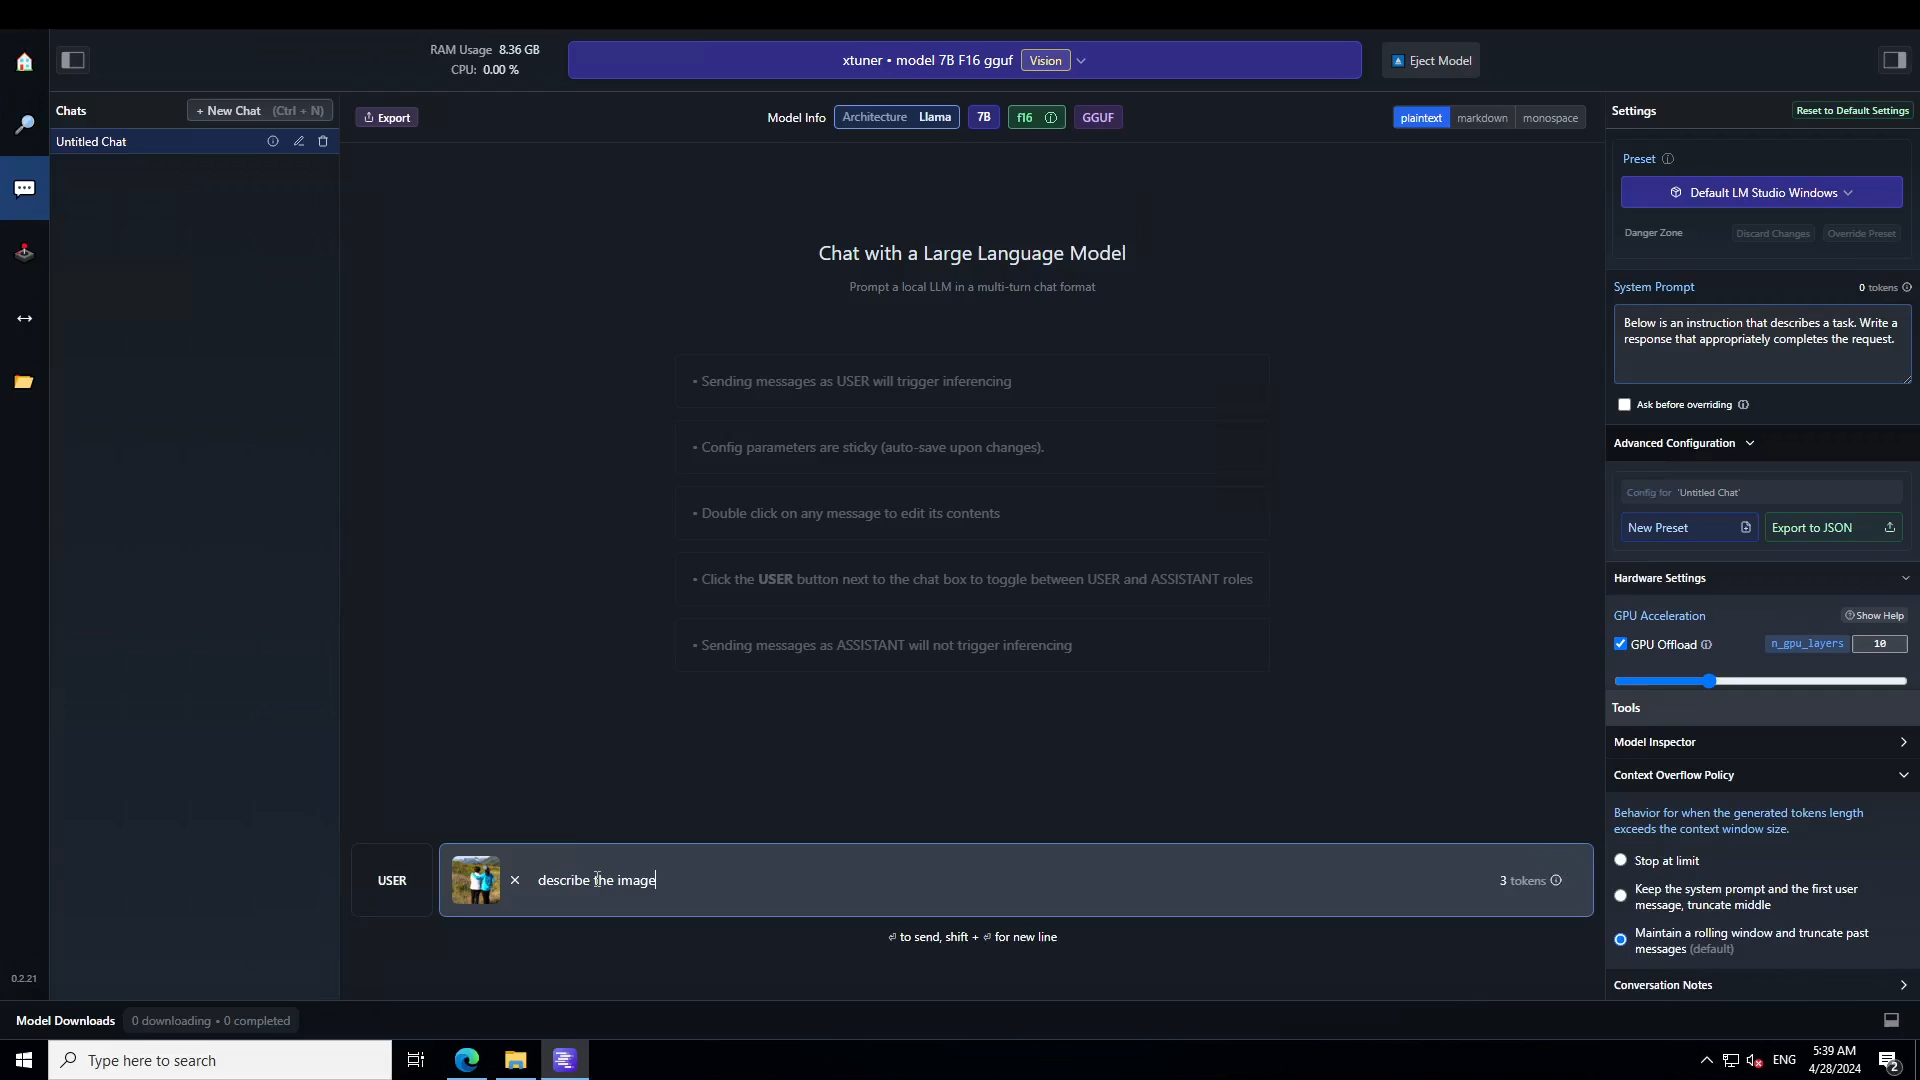 RAM Usage 8.36 GB
CPU: 0.00 %
xtuner • model 7B F16 gguf Vision
Eject Model
Chats
+ New Chat (Ctrl + N)
Untitled Chat
Export
Model Info Architecture Llama 7B f16 GGUF
plaintext markdown monospace
Chat with a Large Language Model
Prompt a local LLM in a multi-turn chat format
• Sending messages as USER will trigger inferencing
• Config parameters are sticky (auto-save upon changes).
• Double click on any message to edit its contents
• Click the USER button next to the chat box to toggle between USER and ASSISTANT roles
• Sending messages as ASSISTANT will not trigger inferencing
USER
describe the image
3 tokens
⏎ to send, shift + ⏎ for new line
Settings
Reset to Default Settings
Preset
Default LM Studio Windows
Danger Zone Discard Changes Override Preset
System Prompt 0 tokens
Below is an instruction that describes a task. Write a
response that appropriately completes the request.
Ask before overriding
Advanced Configuration
Config for 'Untitled Chat'
New Preset Export to JSON
Hardware Settings
GPU Acceleration Show Help
GPU Offload n_gpu_layers 10
Tools
Model Inspector
Context Overflow Policy
Behavior for when the generated tokens length
exceeds the context window size.
Stop at limit
Keep the system prompt and the first user
message, truncate middle
Maintain a rolling window and truncate past
messages (default)
Conversation Notes
0.2.21
Model Downloads 0 downloading • 0 completed
Type here to search
ENG
5:39 AM
4/28/2024
2